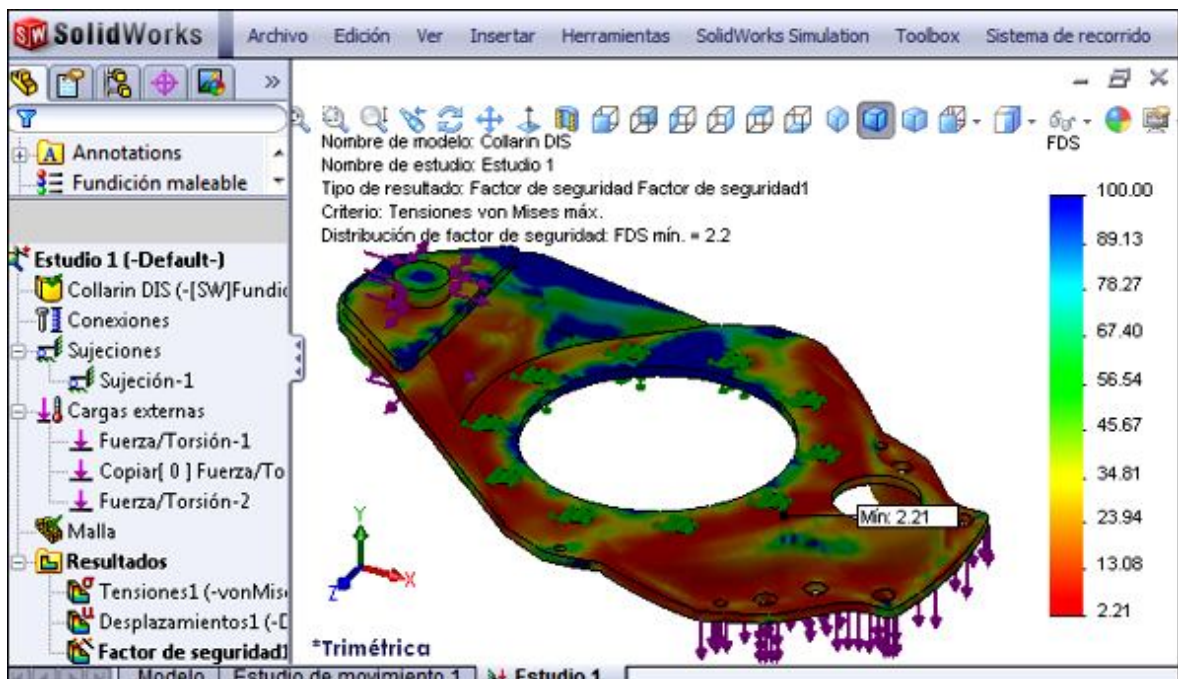 SolidWorks Archivo Edición Ver Insertar Herramientas SolidWorks Simulation Toolbox Sistema de recorrido
Annotations
Fundición maleable
Estudio 1 (-Default-)
Collarin DIS (-[SW]Fundic
Conexiones
Sujeciones
Sujeción-1
Cargas externas
Fuerza/Torsión-1
Copiar[ 0 ] Fuerza/To
Fuerza/Torsión-2
Malla
Resultados
Tensiones1 (-vonMise
Desplazamientos1 (-D
Factor de seguridad1
Nombre de modelo: Collarin DIS
Nombre de estudio: Estudio 1
Tipo de resultado: Factor de seguridad Factor de seguridad1
Criterio: Tensiones von Mises máx.
Distribución de factor de seguridad: FDS mín. = 2.2
FDS
100.00
89.13
78.27
67.40
56.54
45.67
34.81
23.94
13.08
2.21
Mín: 2.21
Y
X
Z
*Trimétrica
Modelo Estudio de movimiento 1 Estudio 1